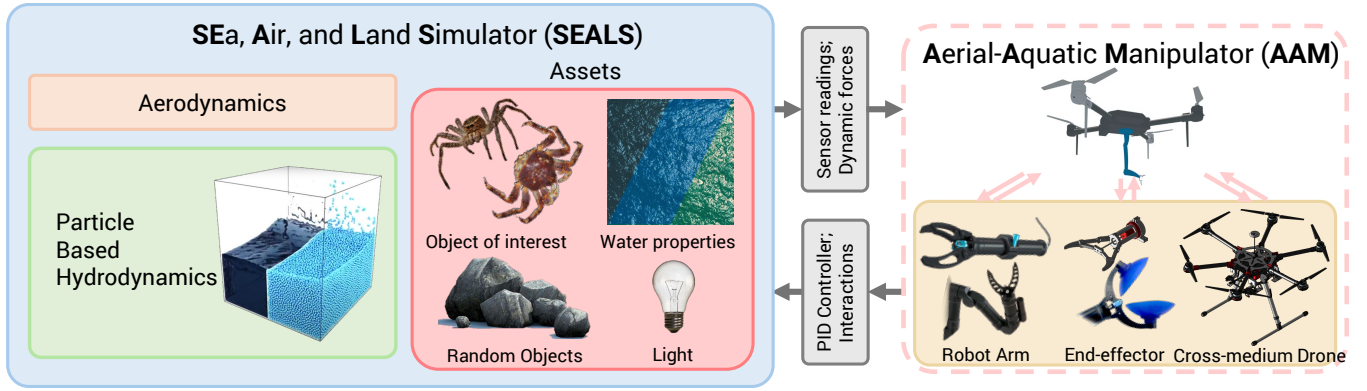 SEa, Air, and Land Simulator (SEALS)
Assets
Aerodynamics
Particle
Based
Hydrodynamics
Object of interest
Water properties
Random Objects
Light
Sensor readings;
Dynamic forces
PID Controller;
Interactions
Aerial-Aquatic Manipulator (AAM)
Robot Arm
End-effector
Cross-medium Drone